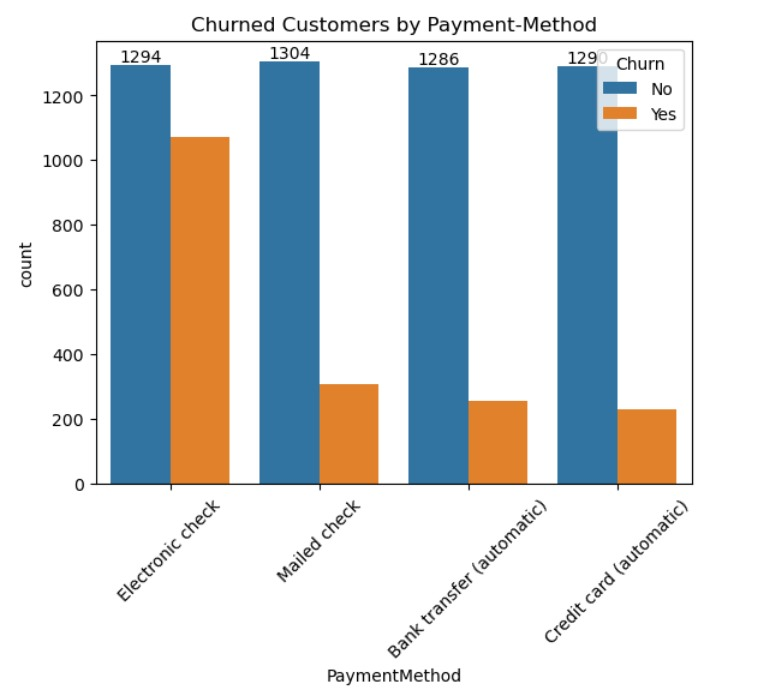 Churned Customers by Payment-Method
1294
1304
1286
1290
Churn
No
Yes
1200
1000
800
600
400
200
0
count
Electronic check
Mailed check
Bank transfer (automatic)
Credit card (automatic)
PaymentMethod